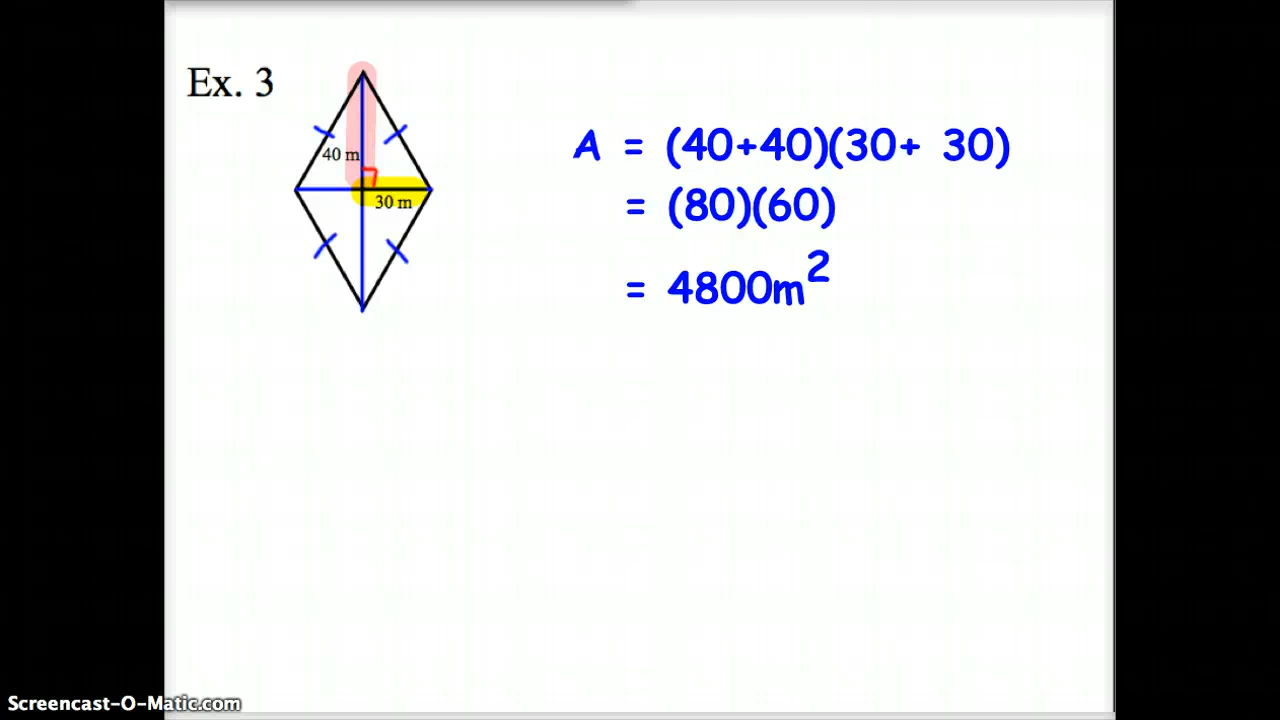 Ex. 3
40 m
30 m
A = (40+40)(30+ 30)
= (80)(60)
= 4800m²
Screencast-O-Matic.com